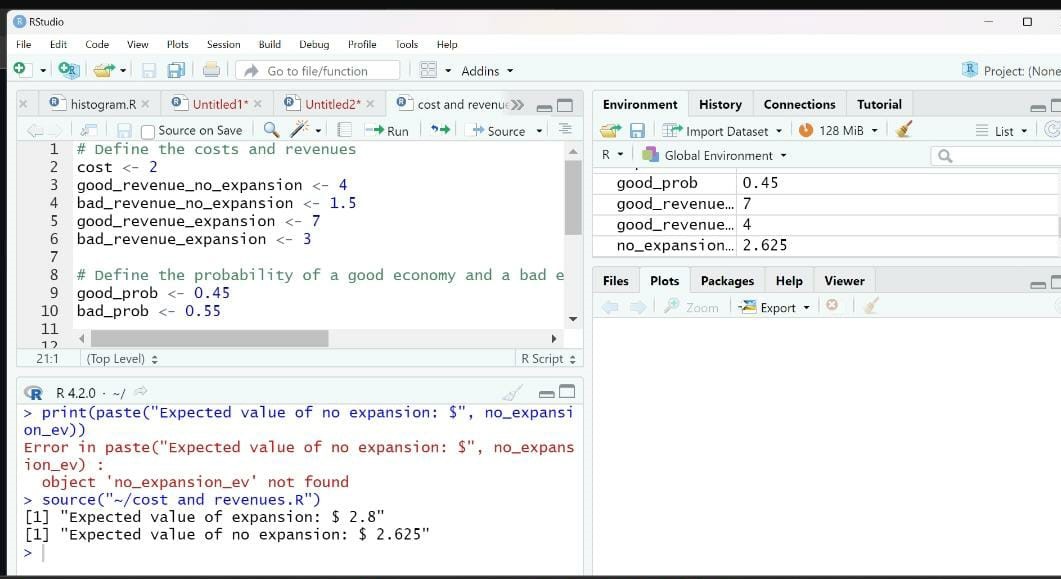 RStudio
File Edit Code View Plots Session Build Debug Profile Tools Help
Go to file/function Addins Project: (None
histogram.R Untitled1* Untitled2* cost and revenu
Source on Save Run Source
1 # Define the costs and revenues
2 cost <- 2
3 good_revenue_no_expansion <- 4
4 bad_revenue_no_expansion <- 1.5
5 good_revenue_expansion <- 7
6 bad_revenue_expansion <- 3
7
8 # Define the probability of a good economy and a bad e
9 good_prob <- 0.45
10 bad_prob <- 0.55
11
12
21:1 (Top Level) R Script
R 4.2.0 · ~/
> print(paste("Expected value of no expansion: $", no_expansi
on_ev))
Error in paste("Expected value of no expansion: $", no_expans
ion_ev) :
object 'no_expansion_ev' not found
> source("~/cost and revenues.R")
[1] "Expected value of expansion: $ 2.8"
[1] "Expected value of no expansion: $ 2.625"
>
Environment History Connections Tutorial
Import Dataset 128 MiB List
R Global Environment
good_prob 0.45
good_revenue… 7
good_revenue… 4
no_expansion… 2.625
Files Plots Packages Help Viewer
Zoom Export